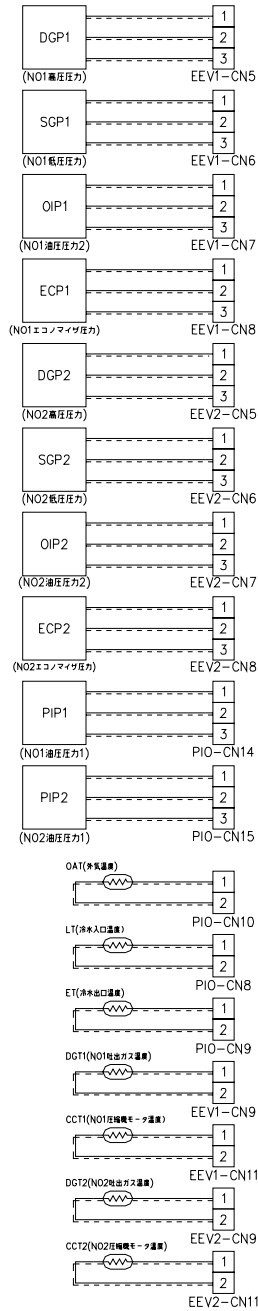 DGP1
1
2
3
(NO1高圧圧力)
EEV1-CN5
SGP1
1
2
3
(NO1低圧圧力)
EEV1-CN6
OIP1
1
2
3
(NO1油圧圧力2)
EEV1-CN7
ECP1
1
2
3
(NO1エコノマイザ圧力)
EEV1-CN8
DGP2
1
2
3
(NO2高圧圧力)
EEV2-CN5
SGP2
1
2
3
(NO2低圧圧力)
EEV2-CN6
OIP2
1
2
3
(NO2油圧圧力2)
EEV2-CN7
ECP2
1
2
3
(NO2エコノマイザ圧力)
EEV2-CN8
PIP1
1
2
3
(NO1油圧圧力1)
PIO-CN14
PIP2
1
2
3
(NO2油圧圧力1)
PIO-CN15
OAT(外気温度)
1
2
PIO-CN10
LT(冷水入口温度)
1
2
PIO-CN8
ET(冷水出口温度)
1
2
PIO-CN9
DGT1(NO1吐出ガス温度)
1
2
EEV1-CN9
CCT1(NO1圧縮機モータ温度)
1
2
EEV1-CN11
DGT2(NO2吐出ガス温度)
1
2
EEV2-CN9
CCT2(NO2圧縮機モータ温度)
1
2
EEV2-CN11